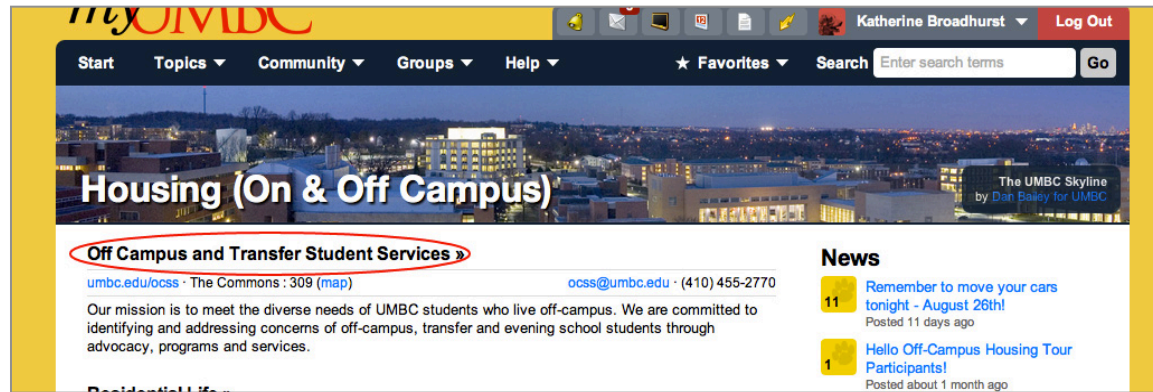 myUMBC
Katherine Broadhurst ▼ Log Out
Start Topics ▼ Community ▼ Groups ▼ Help ▼ ★ Favorites ▼ Search Enter search terms Go
Housing (On & Off Campus)
The UMBC Skyline
by Dan Bailey for UMBC
Off Campus and Transfer Student Services »
umbc.edu/ocss · The Commons : 309 (map) ocss@umbc.edu · (410) 455-2770
Our mission is to meet the diverse needs of UMBC students who live off-campus. We are committed to
identifying and addressing concerns of off-campus, transfer and evening school students through
advocacy, programs and services.
Residential Life »
News
11
Remember to move your cars
tonight - August 26th!
Posted 11 days ago
1
Hello Off-Campus Housing Tour
Participants!
Posted about 1 month ago